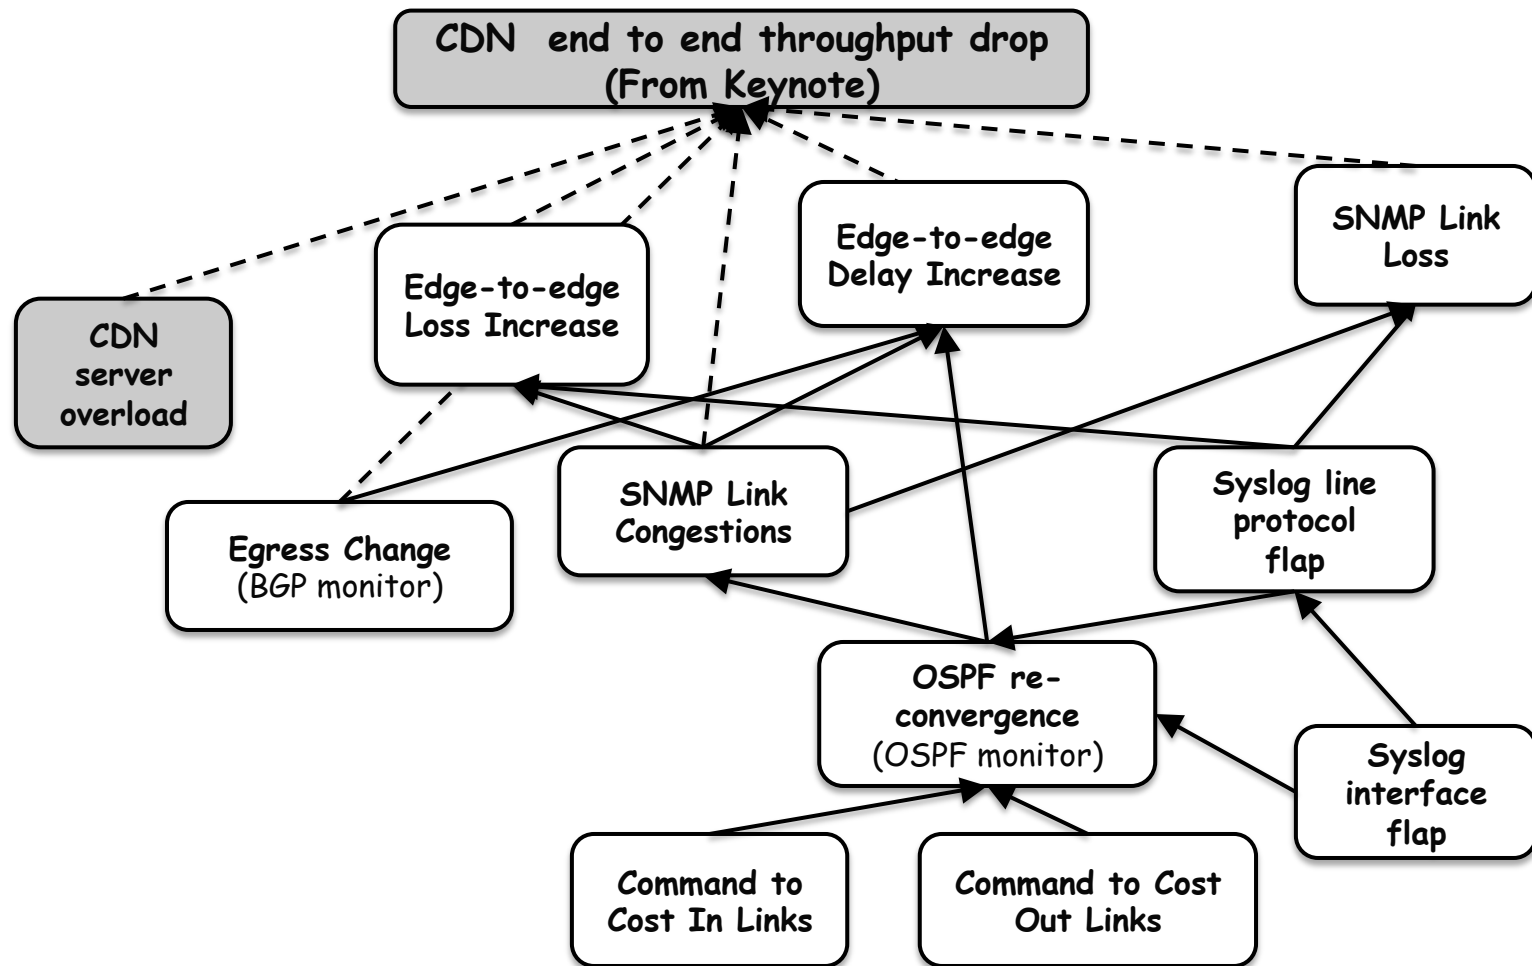 CDN end to end throughput drop
(From Keynote)
Edge-to-edge
Delay Increase
SNMP Link
Loss
Edge-to-edge
Loss Increase
CDN
server
overload
SNMP Link
Congestions
Syslog line
protocol
flap
Egress Change
(BGP monitor)
OSPF re-
convergence
(OSPF monitor)
Syslog
interface
flap
Command to
Cost In Links
Command to Cost
Out Links